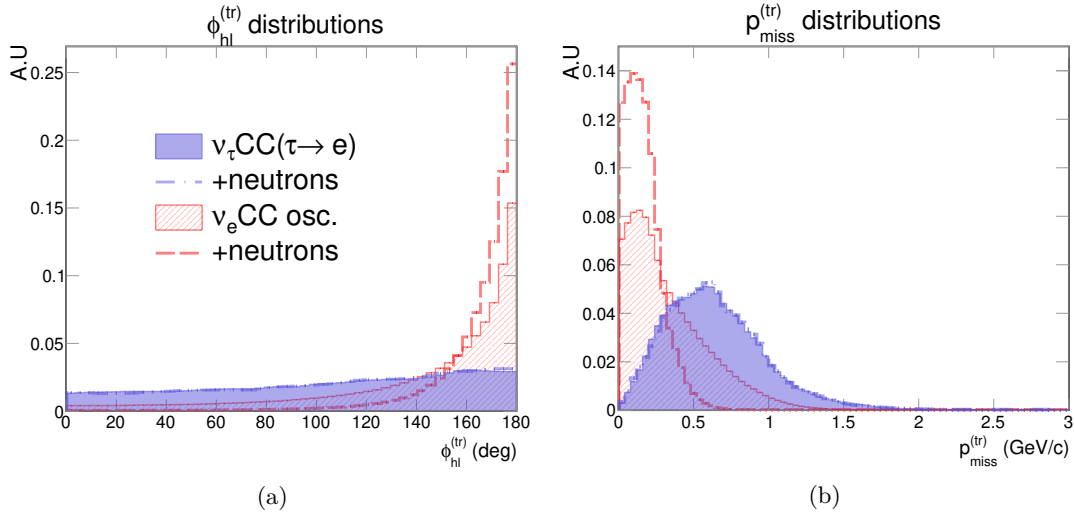 ϕ_hl^(tr) distributions
A.U
0.25
0.2
0.15
0.1
0.05
0
ν_τCC(τ→ e)
+neutrons
ν_eCC osc.
+neutrons
0 20 40 60 80 100 120 140 160 180
ϕ_hl^(tr) (deg)
(a)
p_miss^(tr) distributions
A.U
0.14
0.12
0.1
0.08
0.06
0.04
0.02
0
0 0.5 1 1.5 2 2.5 3
p_miss^(tr) (GeV/c)
(b)